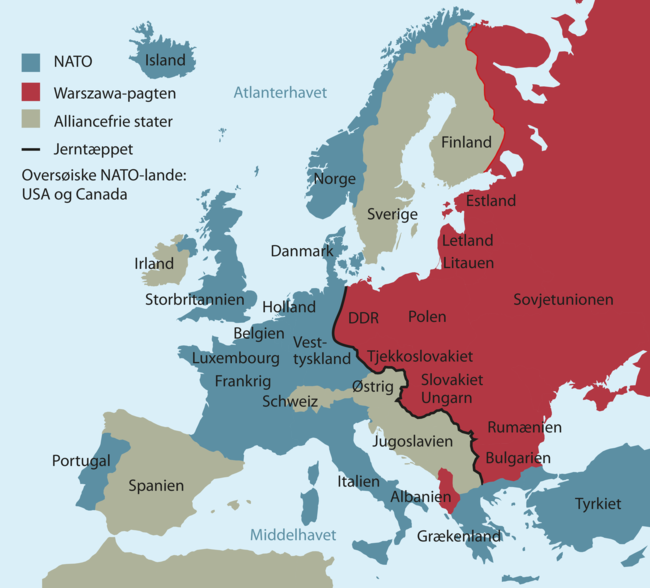 Island
NATO
Warszawa-pagten
Alliancefrie stater
Jerntæppet
Oversøiske NATO-lande:
USA og Canada
Atlanterhavet
Finland
Norge
Estland
Sverige
Letland
Danmark
Litauen
Irland
Storbritannien
Sovjetunionen
Holland
DDR
Polen
Belgien
Vest-
tyskland
Luxembourg
Tjekkoslovakiet
Frankrig
Østrig
Slovakiet
Ungarn
Schweiz
Rumænien
Jugoslavien
Bulgarien
Portugal
Spanien
Italien
Albanien
Tyrkiet
Middelhavet
Grækenland